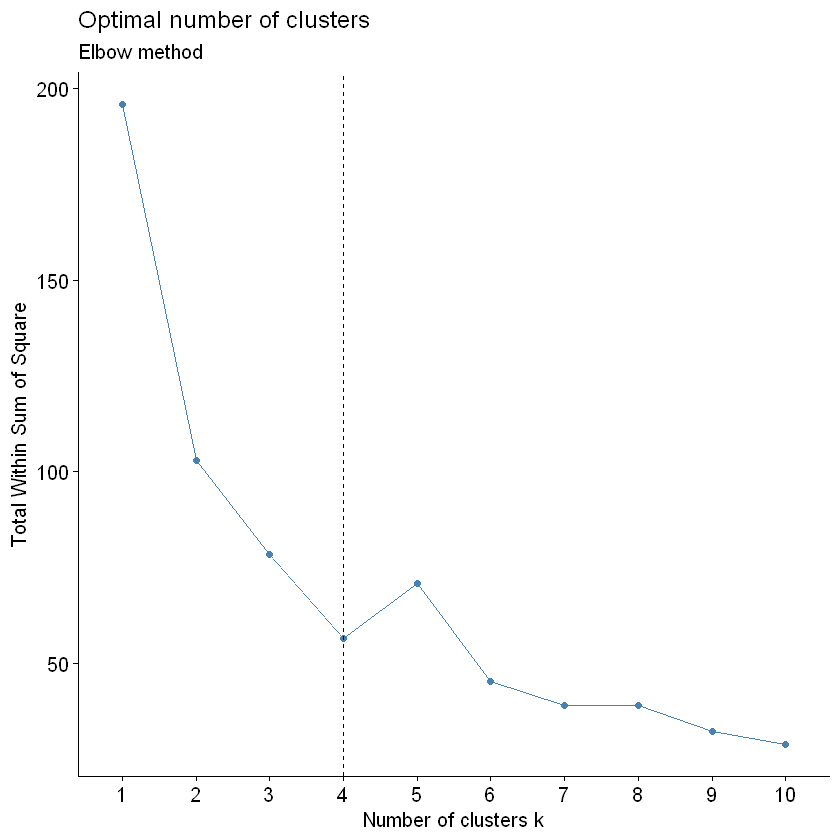 Optimal number of clusters
Elbow method
200
150
100
50
Total Within Sum of Square
1 2 3 4 5 6 7 8 9 10
Number of clusters k